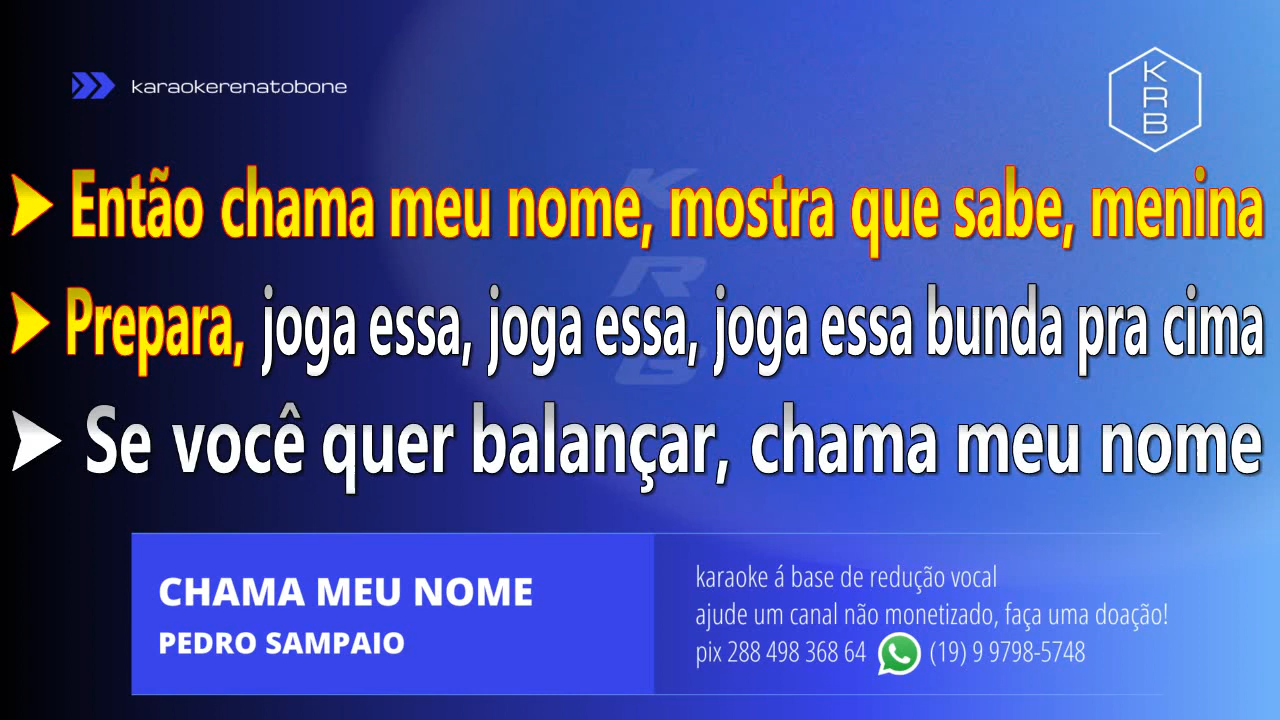 karaokerenatobone
K
R
B
Então chama meu nome, mostra que sabe, menina
Prepara, joga essa, joga essa, joga essa bunda pra cima
Se você quer balançar, chama meu nome
K
R
B
CHAMA MEU NOME
PEDRO SAMPAIO
karaoke á base de redução vocal
ajude um canal não monetizado, faça uma doação!
pix 288 498 368 64 (19) 9 9798-5748